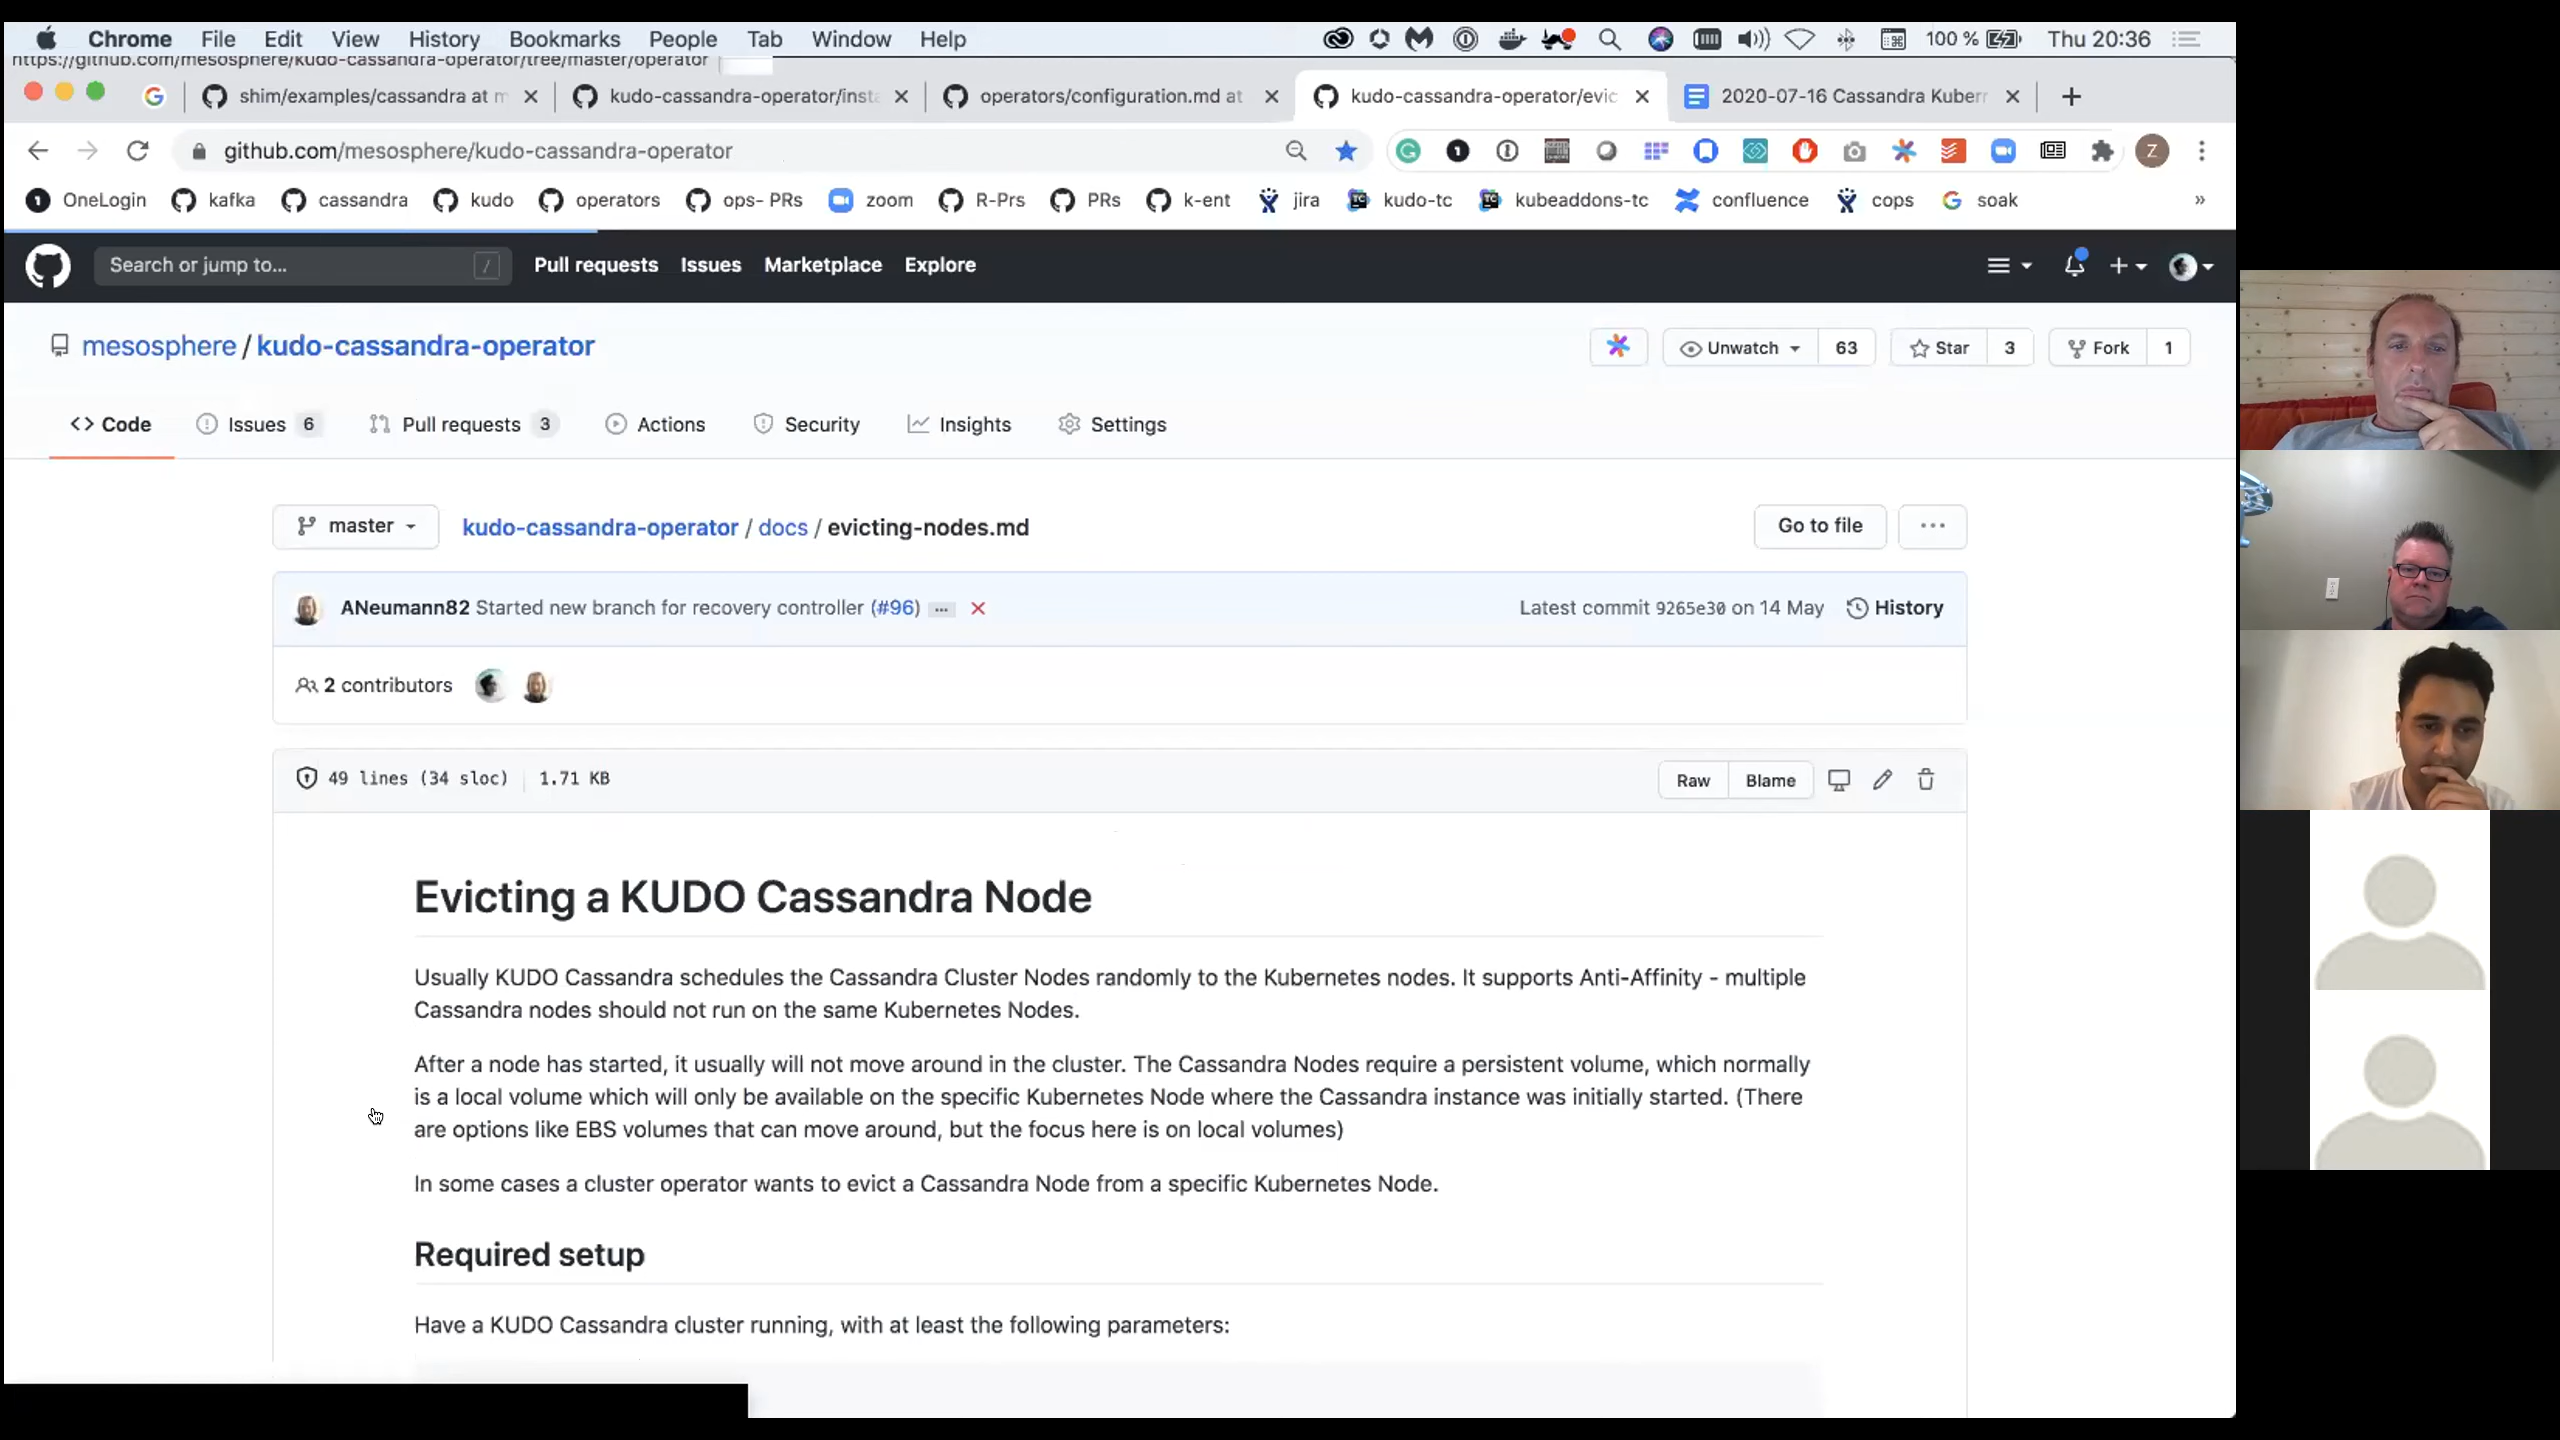 Chrome File Edit View History Bookmarks People Tab Window Help 100 % Thu 20:36
https://github.com/mesosphere/kudo-cassandra-operator/tree/master/operator
shim/examples/cassandra at m kudo-cassandra-operator/insta operators/configuration.md at kudo-cassandra-operator/evic 2020-07-16 Cassandra Kubern
github.com/mesosphere/kudo-cassandra-operator Z
OneLogin kafka cassandra kudo operators ops- PRs zoom R-Prs PRs k-ent jira kudo-tc kubeaddons-tc confluence cops soak »
Search or jump to... / Pull requests Issues Marketplace Explore
mesosphere / kudo-cassandra-operator Unwatch 63 Star 3 Fork 1
<> Code Issues 6 Pull requests 3 Actions Security Insights Settings
master kudo-cassandra-operator / docs / evicting-nodes.md Go to file ...
ANeumann82 Started new branch for recovery controller (#96) ... Latest commit 9265e30 on 14 May History
2 contributors
49 lines (34 sloc) 1.71 KB Raw Blame
Evicting a KUDO Cassandra Node
Usually KUDO Cassandra schedules the Cassandra Cluster Nodes randomly to the Kubernetes nodes. It supports Anti-Affinity - multiple
Cassandra nodes should not run on the same Kubernetes Nodes.
After a node has started, it usually will not move around in the cluster. The Cassandra Nodes require a persistent volume, which normally
is a local volume which will only be available on the specific Kubernetes Node where the Cassandra instance was initially started. (There
are options like EBS volumes that can move around, but the focus here is on local volumes)
In some cases a cluster operator wants to evict a Cassandra Node from a specific Kubernetes Node.
Required setup
Have a KUDO Cassandra cluster running, with at least the following parameters: